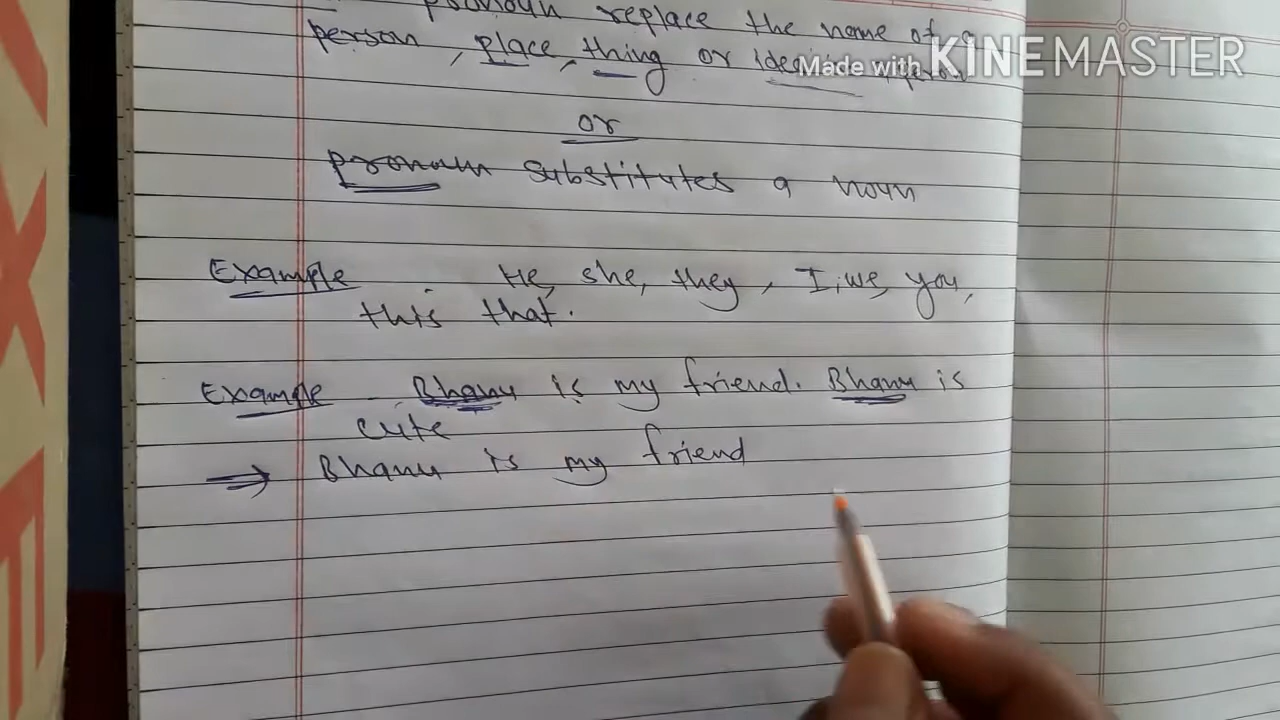 pronoun replace the name of a
person, place, thing or
Made with KINEMASTER
or
pronoun substitutes a noun
Example - He, she, they, I, we, you,
this that.
Example - Bhanu is my friend. Bhanu is
cute
⇒ Bhanu is my friend